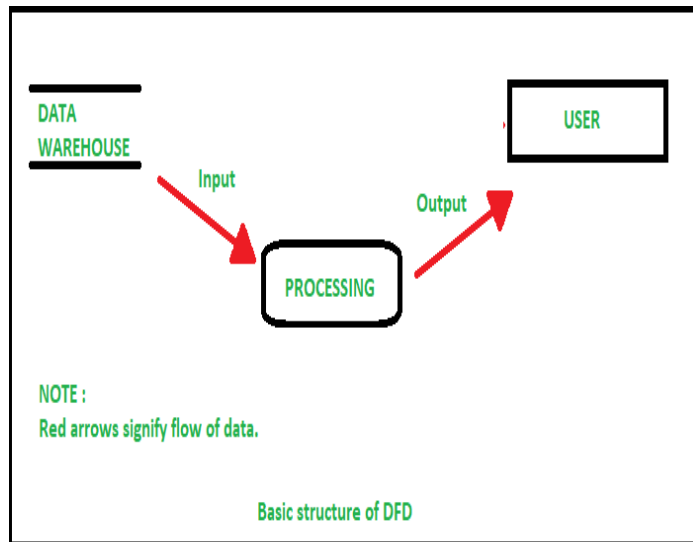 DATA
WAREHOUSE
USER
Input
Output
PROCESSING
NOTE :
Red arrows signify flow of data.
Basic structure of DFD